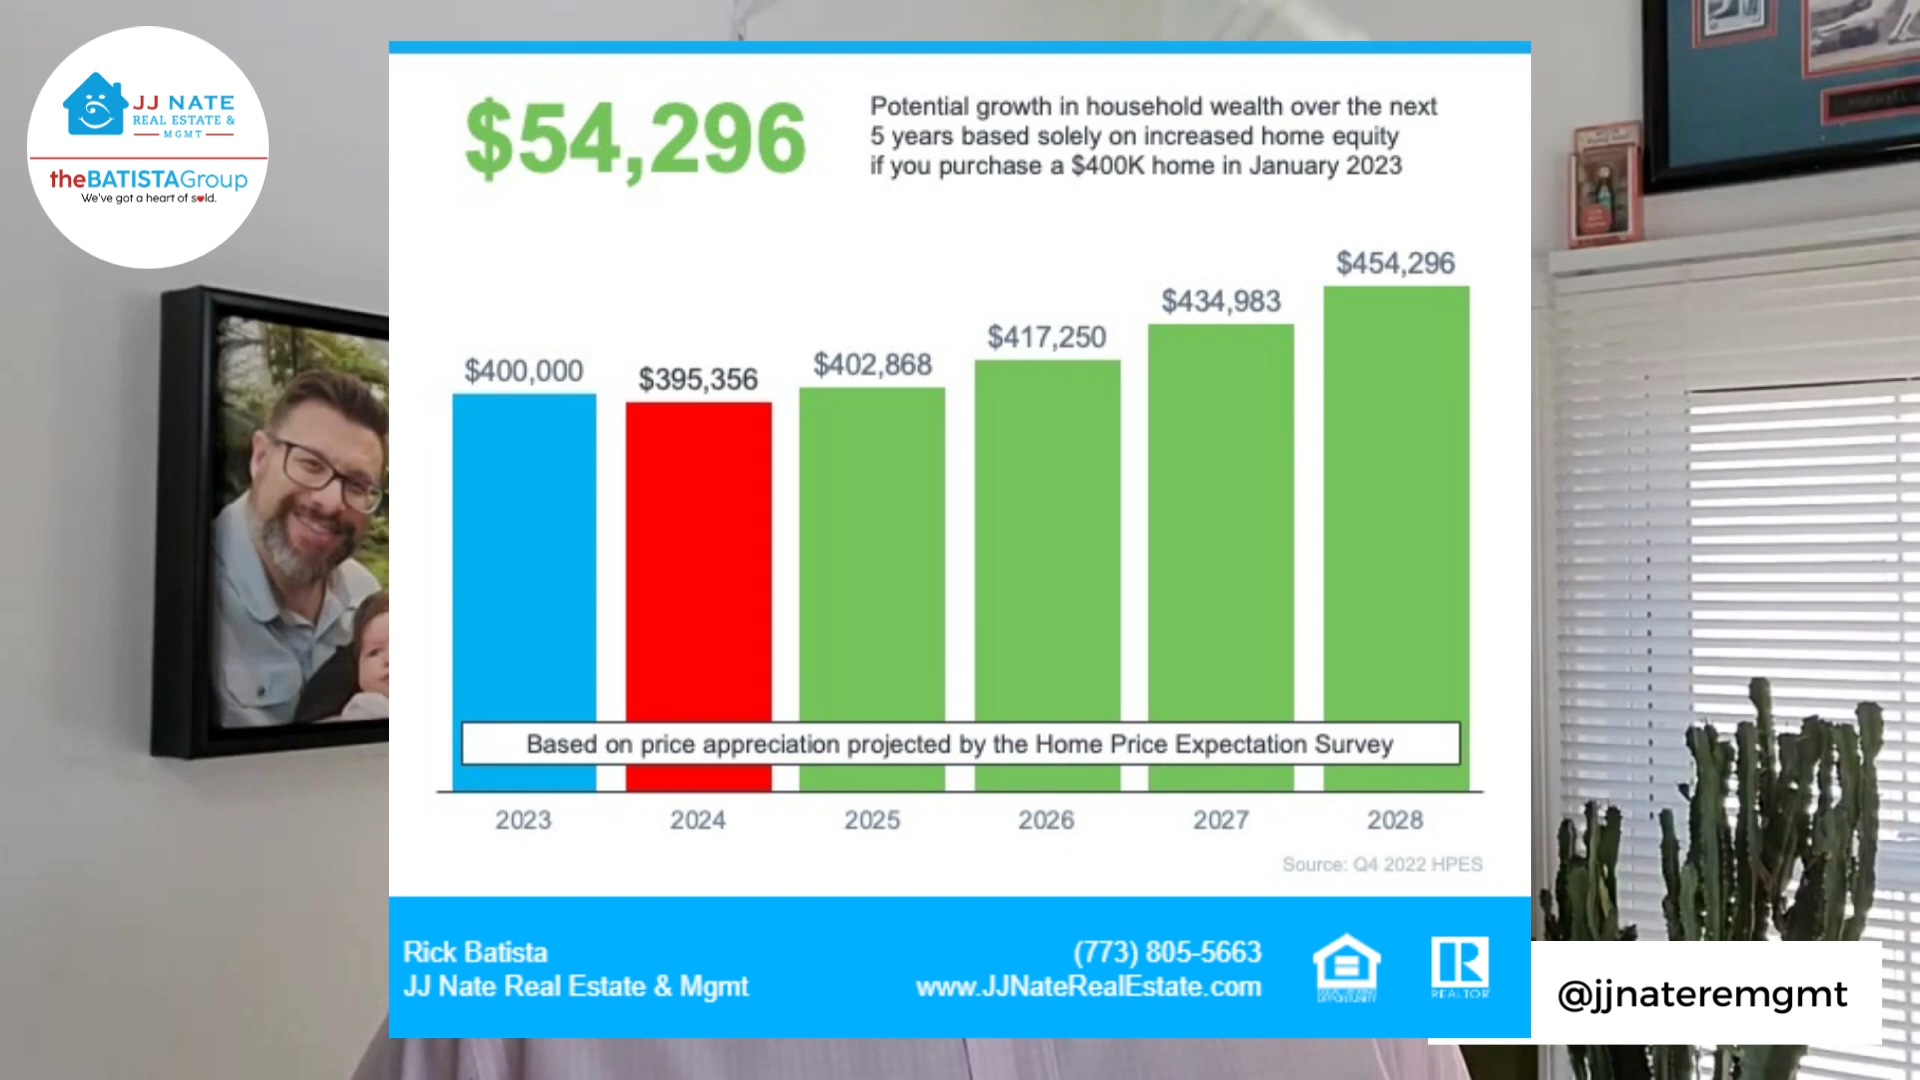 JJ NATE
REAL ESTATE &
MGMT
theBATISTAGroup
We've got a heart of sold.
$54,296
Potential growth in household wealth over the next
5 years based solely on increased home equity
if you purchase a $400K home in January 2023
$400,000
$395,356
$402,868
$417,250
$434,983
$454,296
Based on price appreciation projected by the Home Price Expectation Survey
2023
2024
2025
2026
2027
2028
Source: Q4 2022 HPES
Rick Batista
JJ Nate Real Estate & Mgmt
(773) 805-5663
www.JJNateRealEstate.com
OPPORTUNITY
REALTOR
@jjnateremgmt